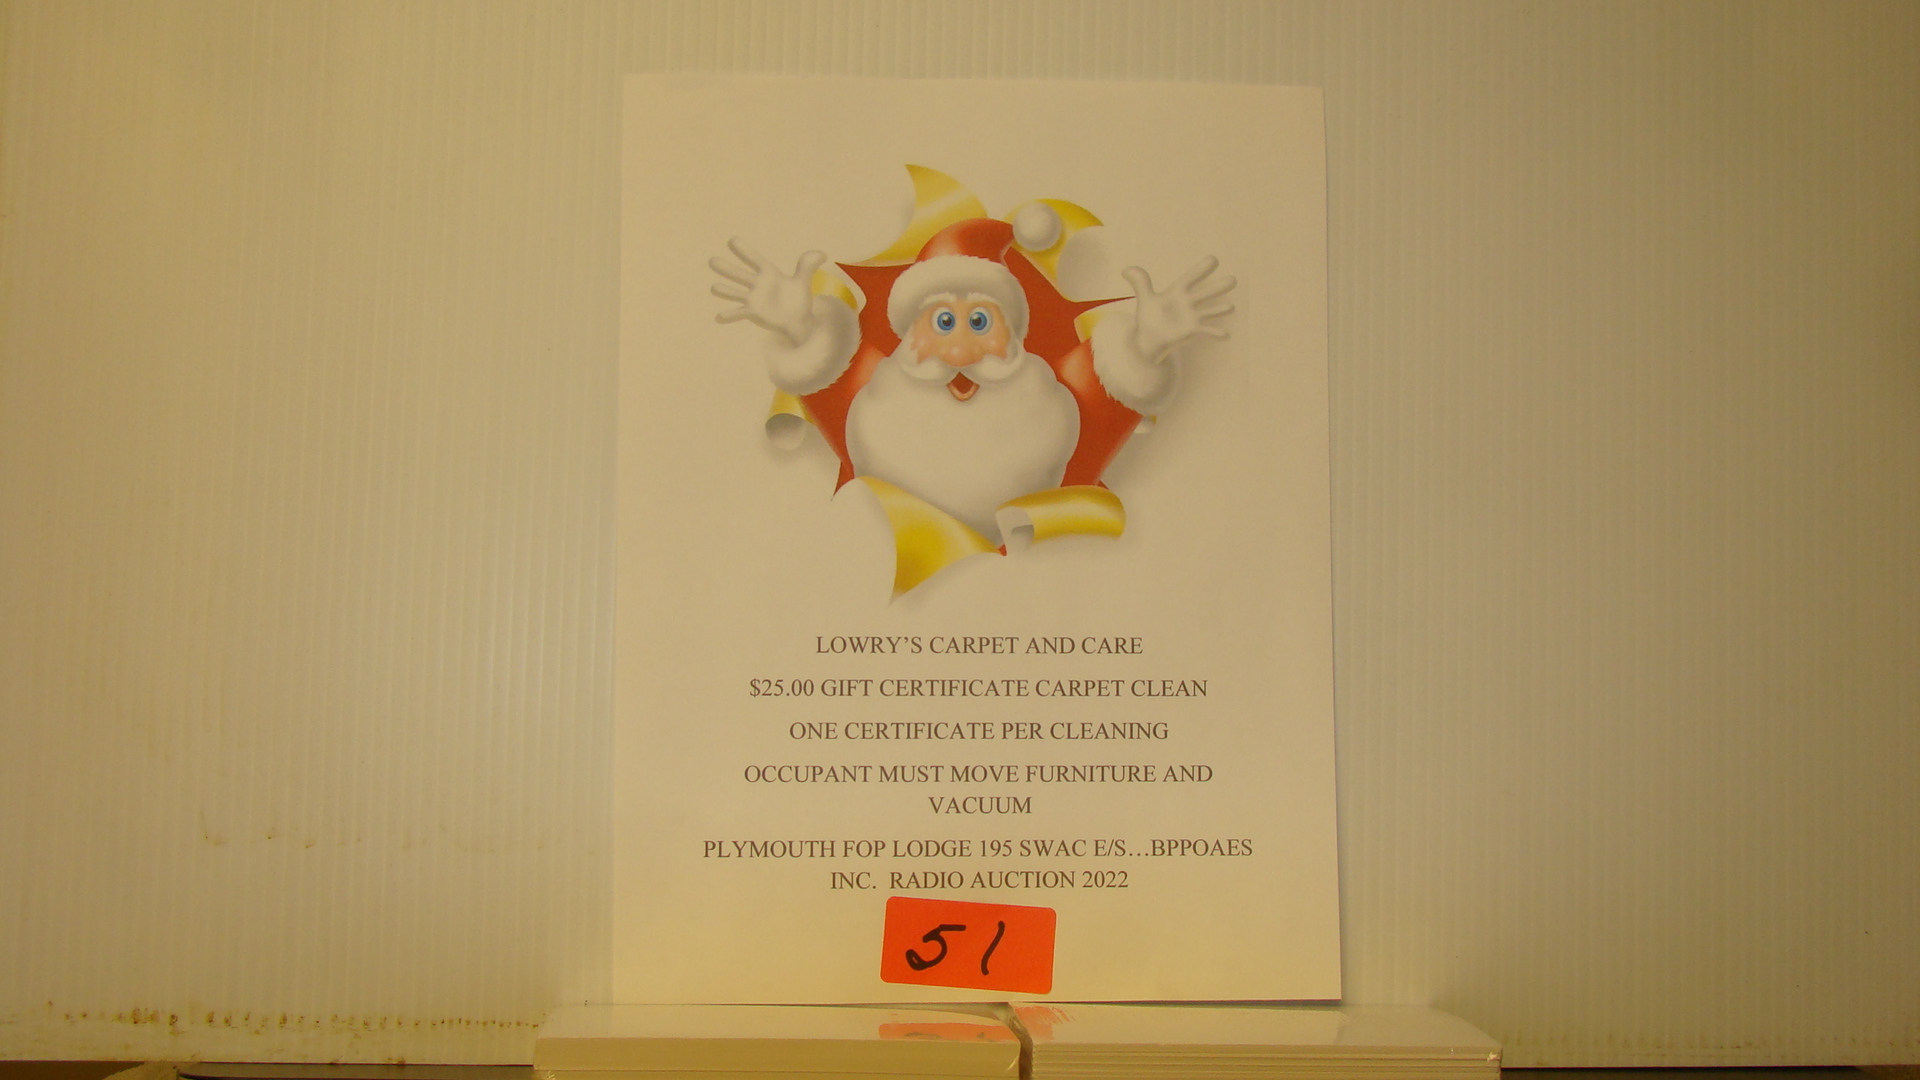 LOWRY’S CARPET AND CARE
$25.00 GIFT CERTIFICATE CARPET CLEAN
ONE CERTIFICATE PER CLEANING
OCCUPANT MUST MOVE FURNITURE AND
VACUUM
PLYMOUTH FOP LODGE 195 SWAC E/S…BPPOAES
INC.  RADIO AUCTION 2022
51